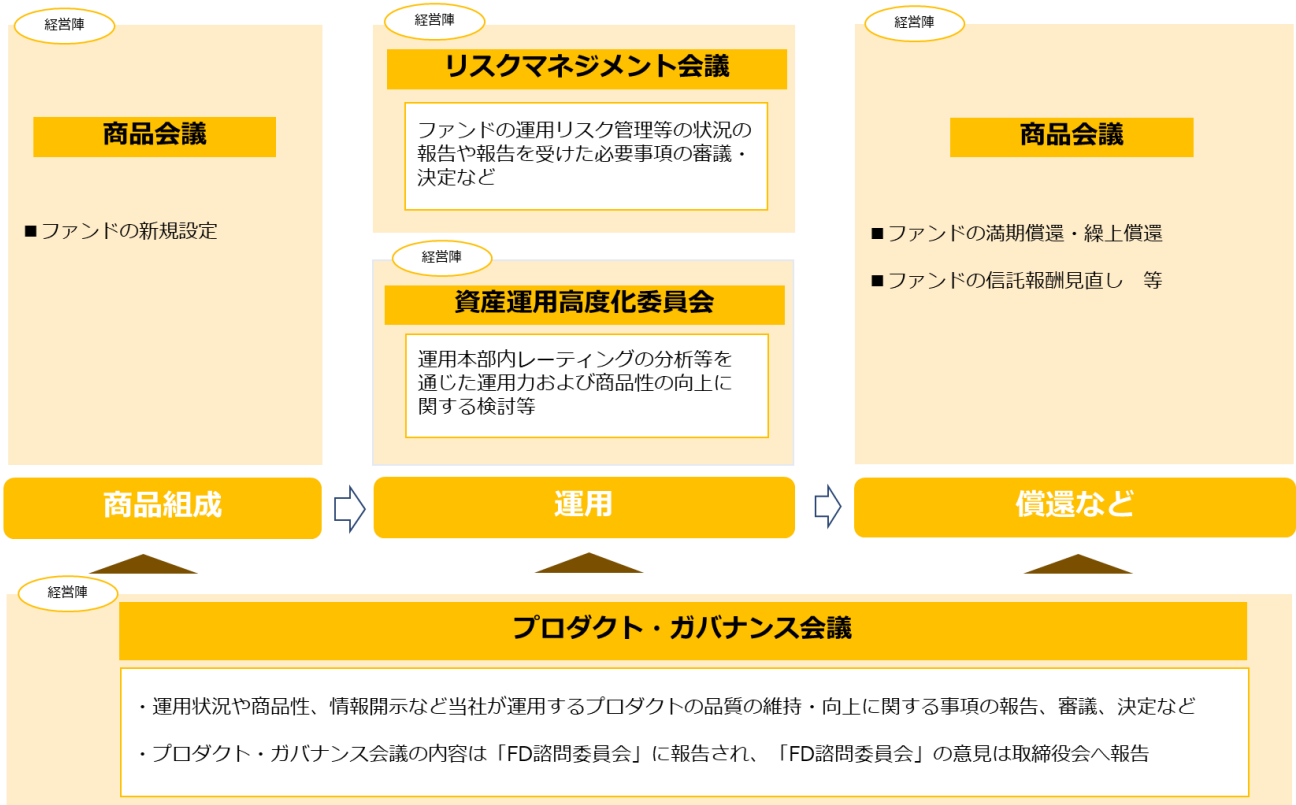 経営陣
商品会議
■ファンドの新規設定
経営陣
リスクマネジメント会議
ファンドの運用リスク管理等の状況の
報告や報告を受けた必要事項の審議・
決定など
経営陣
資産運用高度化委員会
運用本部内レーティングの分析等を
通じた運用力および商品性の向上に
関する検討等
経営陣
商品会議
■ファンドの満期償還・繰上償還
■ファンドの信託報酬見直し　等
商品組成
運用
償還など
経営陣
プロダクト・ガバナンス会議
・運用状況や商品性、情報開示など当社が運用するプロダクトの品質の維持・向上に関する事項の報告、審議、決定など
・プロダクト・ガバナンス会議の内容は「FD諮問委員会」に報告され、「FD諮問委員会」の意見は取締役会へ報告